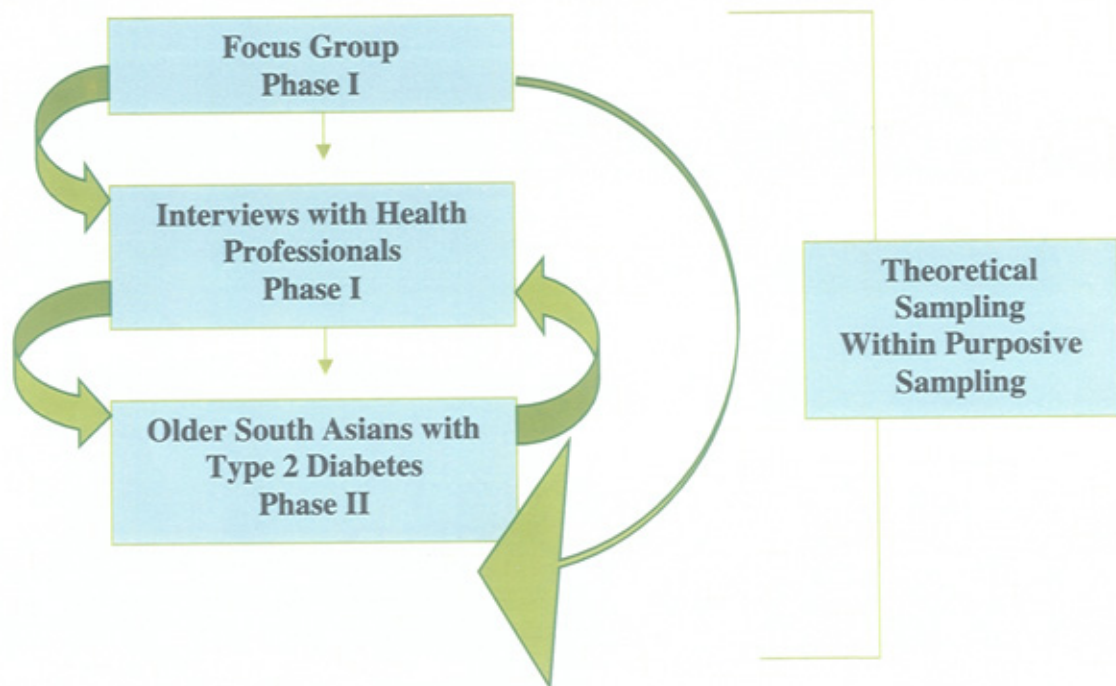 Focus Group
Phase I
Interviews with Health
Professionals
Phase I
Older South Asians with
Type 2 Diabetes
Phase II
Theoretical
Sampling
Within Purposive
Sampling